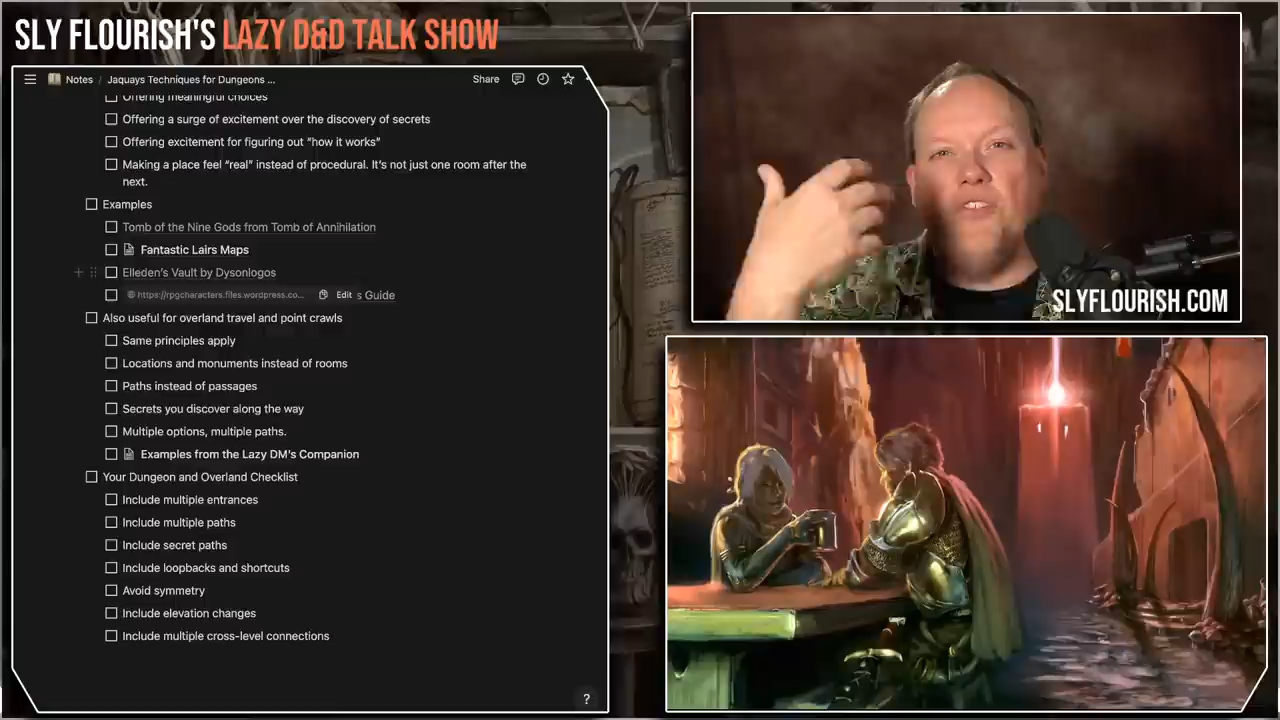 SLY FLOURISH'S LAZY D&D TALK SHOW
Notes / Jaquays Techniques for Dungeons ...
Share
Offering meaningful choices
Offering a surge of excitement over the discovery of secrets
Offering excitement for figuring out “how it works”
Making a place feel “real” instead of procedural. It’s not just one room after the
next.
Examples
Tomb of the Nine Gods from Tomb of Annihilation
Fantastic Lairs Maps
Elleden’s Vault by Dysonlogos
https://rpgcharacters.files.wordpress.co... Edit s Guide
Also useful for overland travel and point crawls
Same principles apply
Locations and monuments instead of rooms
Paths instead of passages
Secrets you discover along the way
Multiple options, multiple paths.
Examples from the Lazy DM’s Companion
Your Dungeon and Overland Checklist
Include multiple entrances
Include multiple paths
Include secret paths
Include loopbacks and shortcuts
Avoid symmetry
Include elevation changes
Include multiple cross-level connections
?
SLYFLOURISH.COM